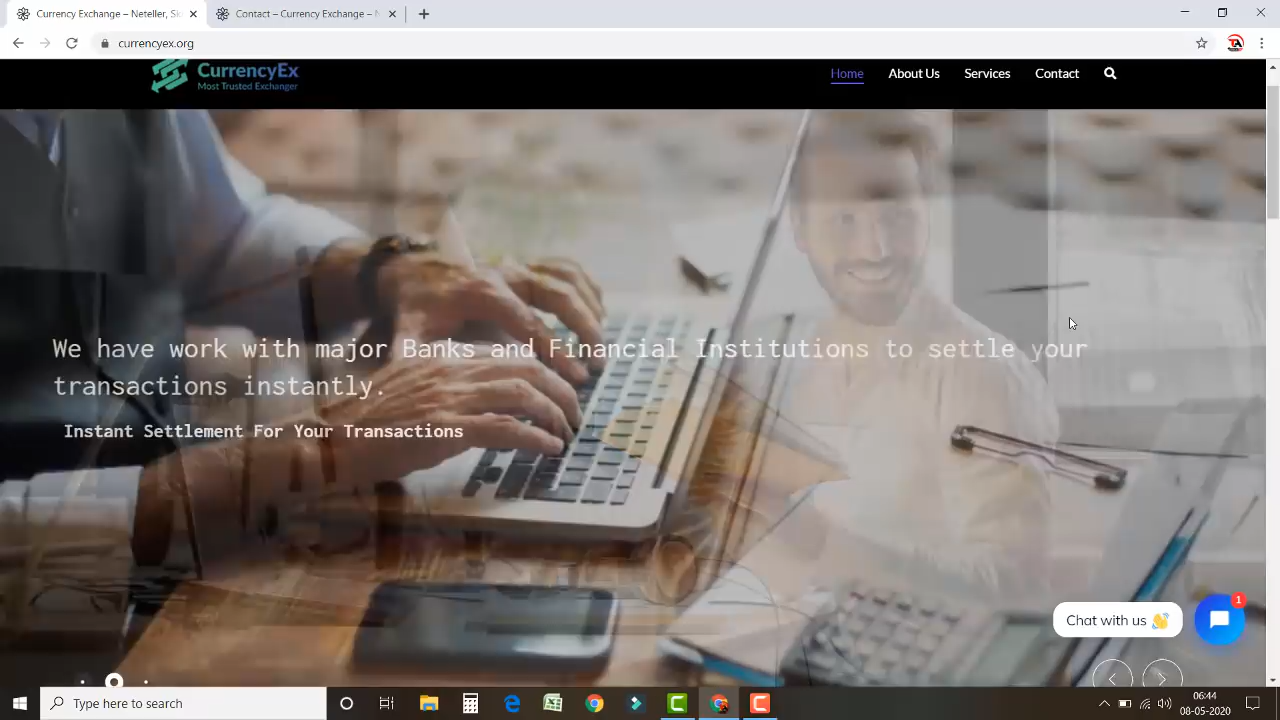 Currency Exchange – Neteller, Sk
Contact – Currency Exchange – N
currencyex.org
CurrencyEx
Most Trusted Exchanger
Home About Us Services Contact
We have work with major Banks and Financial Institutions to settle your
transactions instantly.
Instant Settlement For Your Transactions
1
Chat with us 👋
Type here to search
06:44
08-05-2020